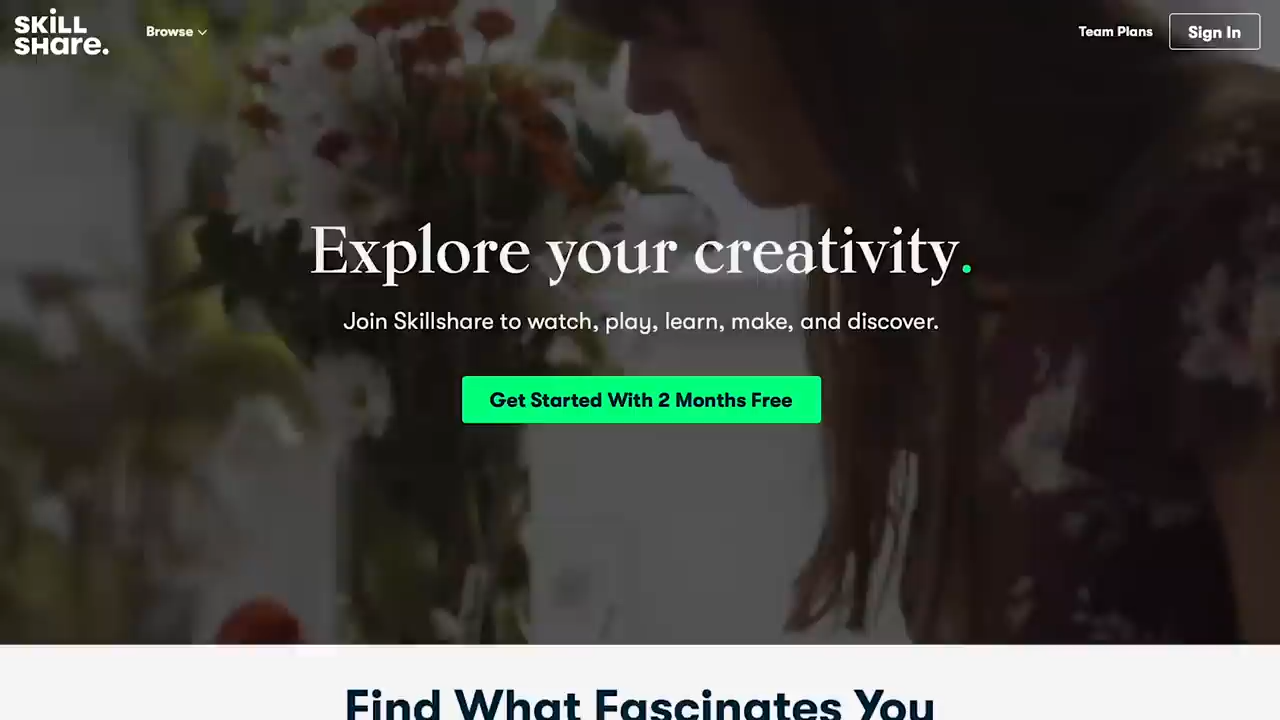 SKiLL
SHare.
Browse
Team Plans
Sign In
Explore your creativity.
Join Skillshare to watch, play, learn, make, and discover.
Get Started With 2 Months Free
Find What Fascinates You